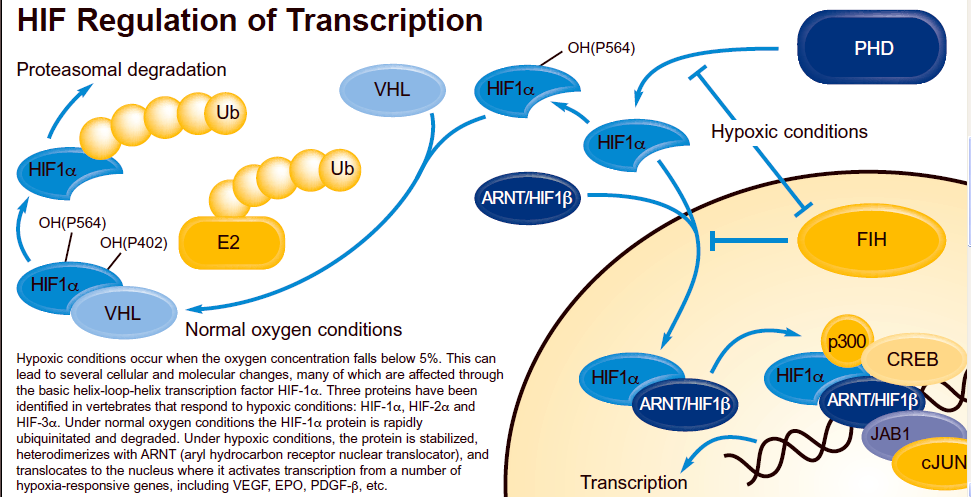 HIF Regulation of Transcription
Proteasomal degradation
Ub
HIF1α
OH(P564)
OH(P402)
HIF1α
VHL
E2
Ub
VHL
HIF1α
OH(P564)
HIF1α
PHD
Hypoxic conditions
ARNT/HIF1β
FIH
Normal oxygen conditions
Hypoxic conditions occur when the oxygen concentration falls below 5%. This can
lead to several cellular and molecular changes, many of which are affected through
the basic helix-loop-helix transcription factor HIF-1α. Three proteins have been
identified in vertebrates that respond to hypoxic conditions: HIF-1α, HIF-2α and
HIF-3α. Under normal oxygen conditions the HIF-1α protein is rapidly
ubiquinitated and degraded. Under hypoxic conditions, the protein is stabilized,
heterodimerizes with ARNT (aryl hydrocarbon receptor nuclear translocator), and
translocates to the nucleus where it activates transcription from a number of
hypoxia-responsive genes, including VEGF, EPO, PDGF-β, etc.
HIF1α
ARNT/HIF1β
p300
CREB
HIF1α
ARNT/HIF1β
JAB1
cJUN
Transcription